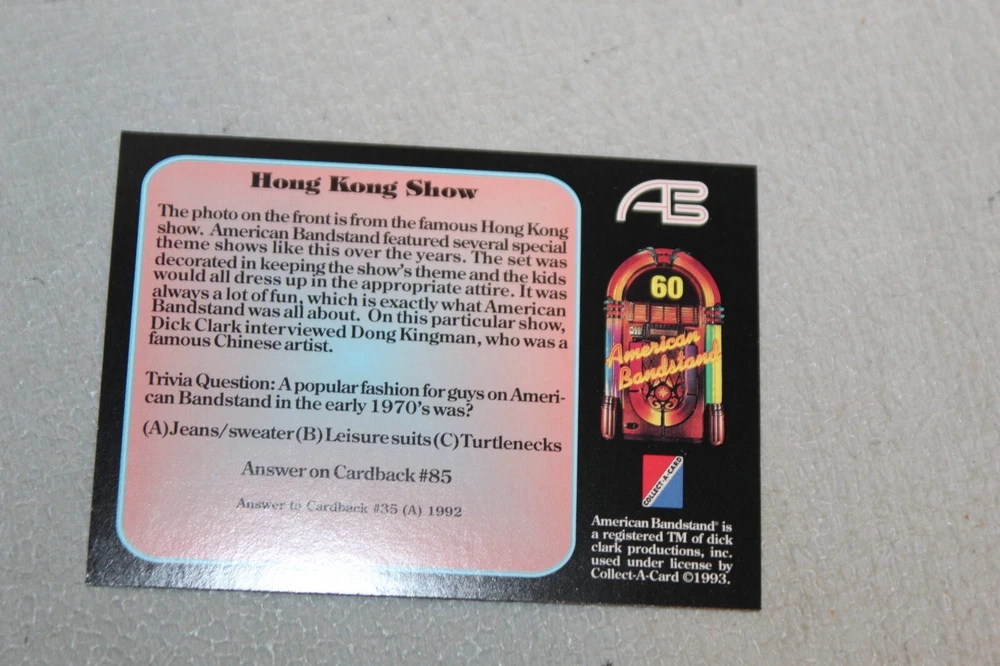 Hong Kong Show
The photo on the front is from the famous Hong Kong
show. American Bandstand featured several special
theme shows like this over the years. The set was
decorated in keeping the show's theme and the kids
would all dress up in the appropriate attire. It was
always a lot of fun, which is exactly what American
Bandstand was all about. On this particular show,
Dick Clark interviewed Dong Kingman, who was a
famous Chinese artist.
Trivia Question: A popular fashion for guys on Ameri-
can Bandstand in the early 1970's was?
(A)Jeans/sweater(B)Leisure suits(C)Turtlenecks
Answer on Cardback #85
Answer to Cardback #35 (A) 1992
AB
60
American
Bandstand
COLLECT-A-CARD
American Bandstand® is
a registered TM of dick
clark productions, inc.
used under license by
Collect-A-Card ©1993.